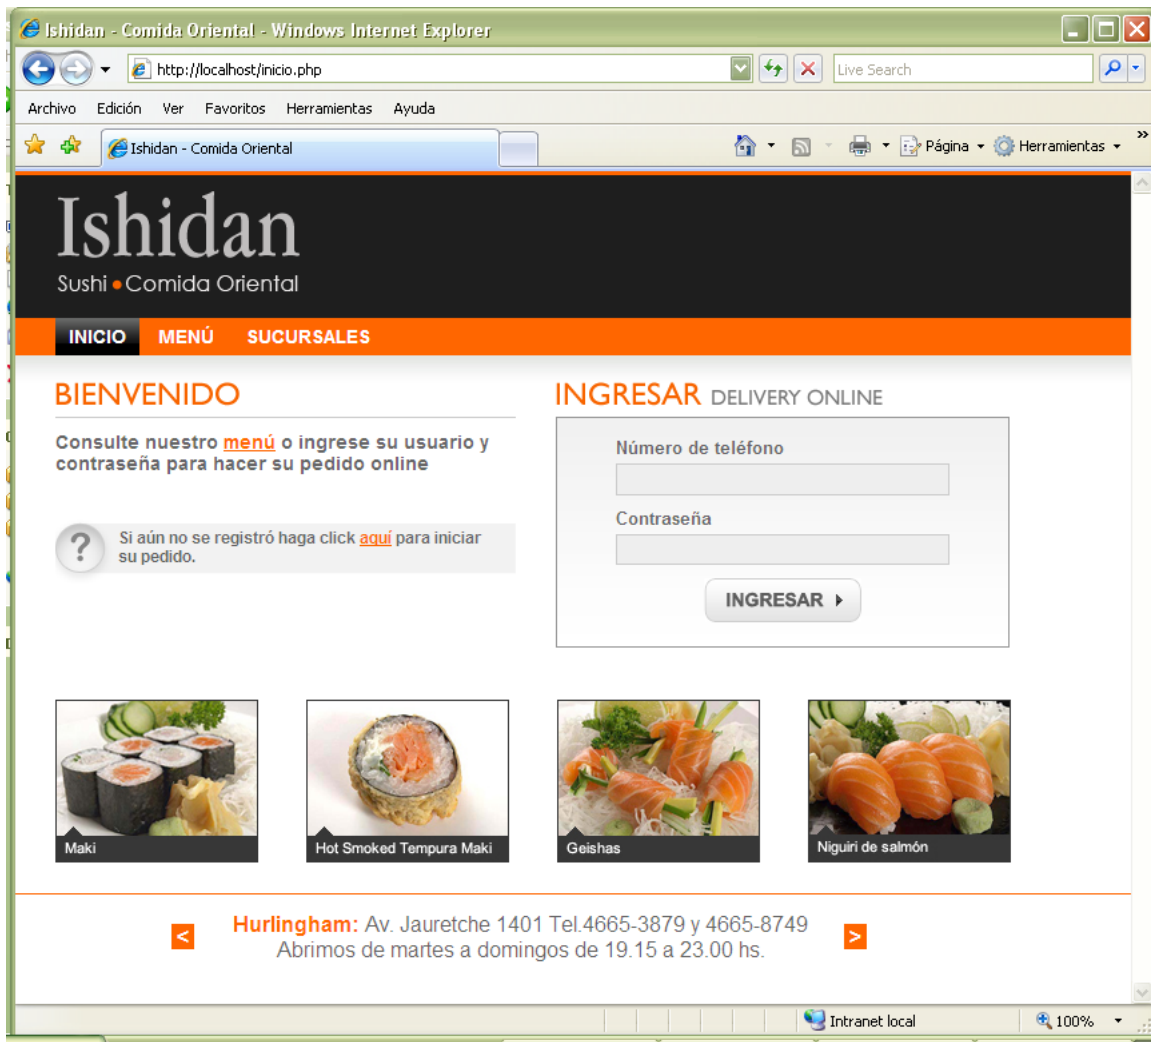 Ishidan - Comida Oriental - Windows Internet Explorer
http://localhost/inicio.php
Live Search
Archivo Edición Ver Favoritos Herramientas Ayuda
Ishidan - Comida Oriental
Página
Herramientas
»
Ishidan
Sushi • Comida Oriental
INICIO MENÚ SUCURSALES
BIENVENIDO
Consulte nuestro menú o ingrese su usuario y
contraseña para hacer su pedido online
?
Si aún no se registró haga click aquí para iniciar
su pedido.
INGRESAR DELIVERY ONLINE
Número de teléfono
Contraseña
INGRESAR
Maki
Hot Smoked Tempura Maki
Geishas
Niguiri de salmón
<
Hurlingham: Av. Jauretche 1401 Tel.4665-3879 y 4665-8749
Abrimos de martes a domingos de 19.15 a 23.00 hs.
>
Intranet local
100%